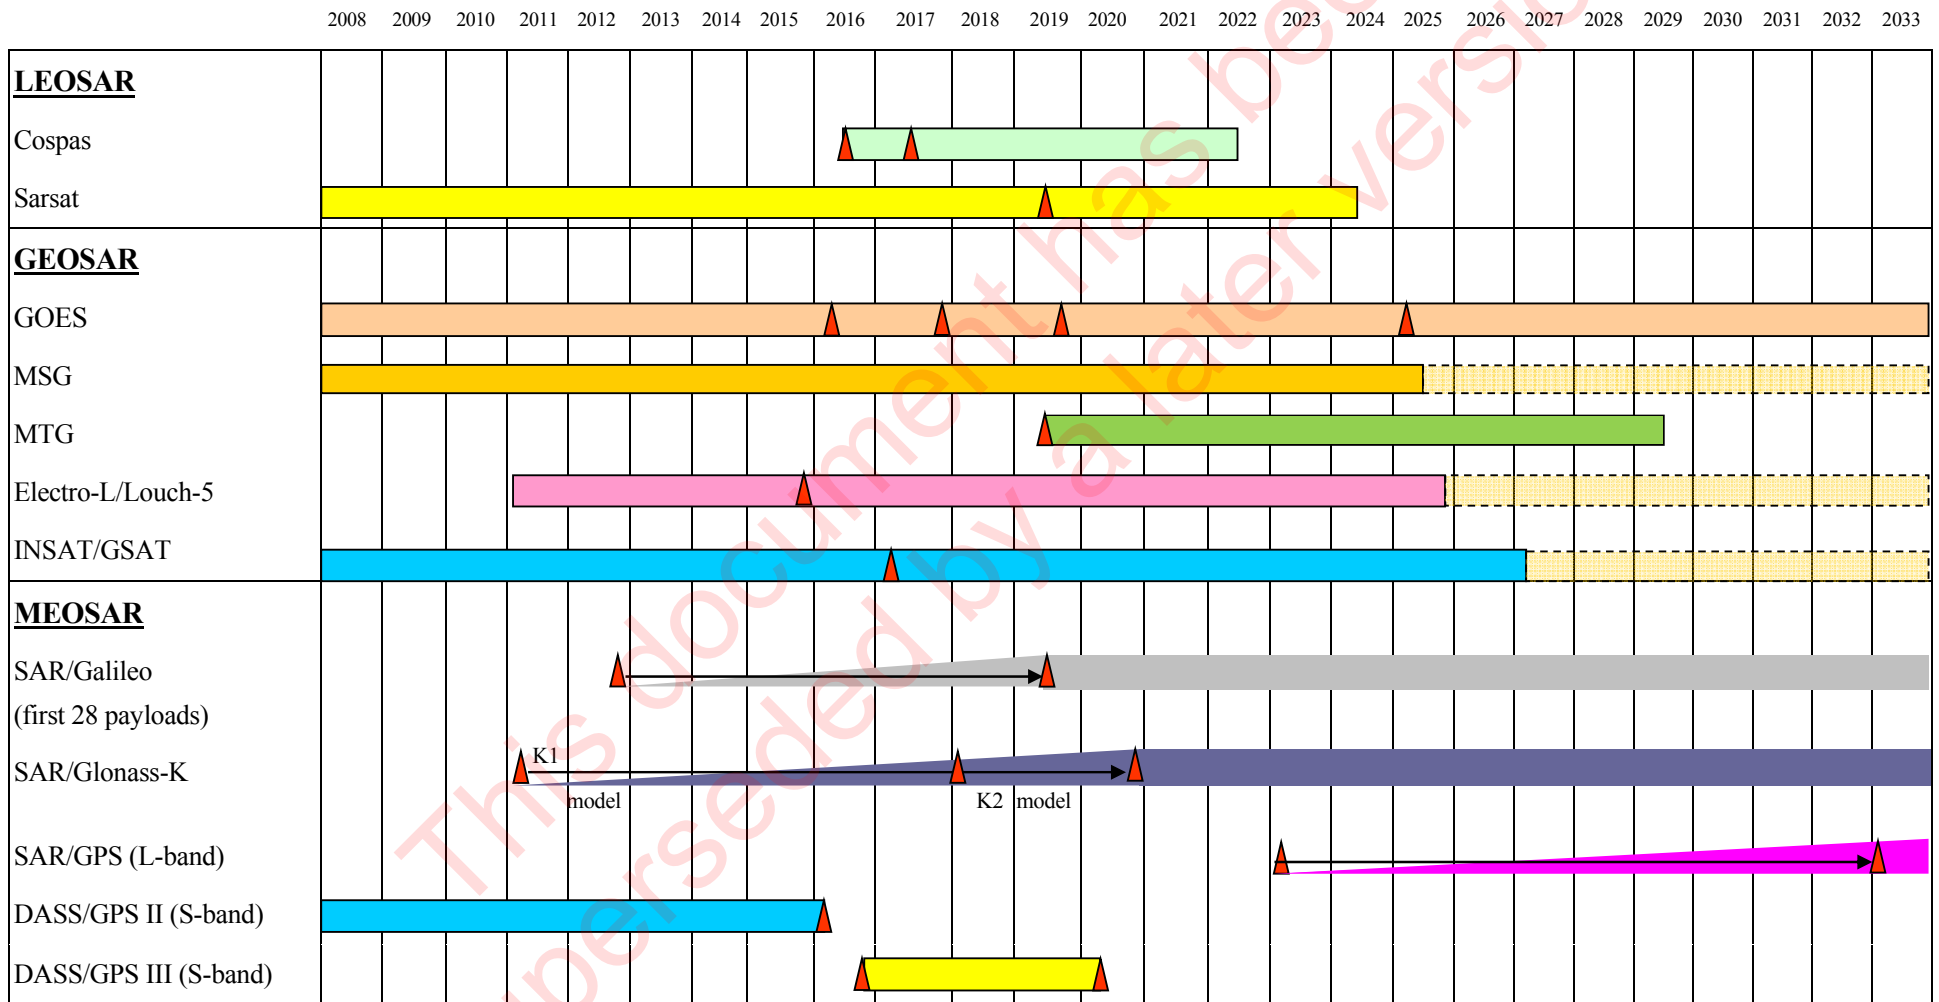 2008 2009 2010 2011 2012 2013 2014 2015 2016 2017 2018 2019 2020 2021 2022 2023 2024 2025 2026 2027 2028 2029 2030 2031 2032 2033
LEOSAR
Cospas
Sarsat
GEOSAR
GOES
MSG
MTG
Electro-L/Louch-5
INSAT/GSAT
MEOSAR
SAR/Galileo
(first 28 payloads)
K1
SAR/Glonass-K
model K2 model
SAR/GPS (L-band)
DASS/GPS II (S-band)
DASS/GPS III (S-band)
This document has
by a later